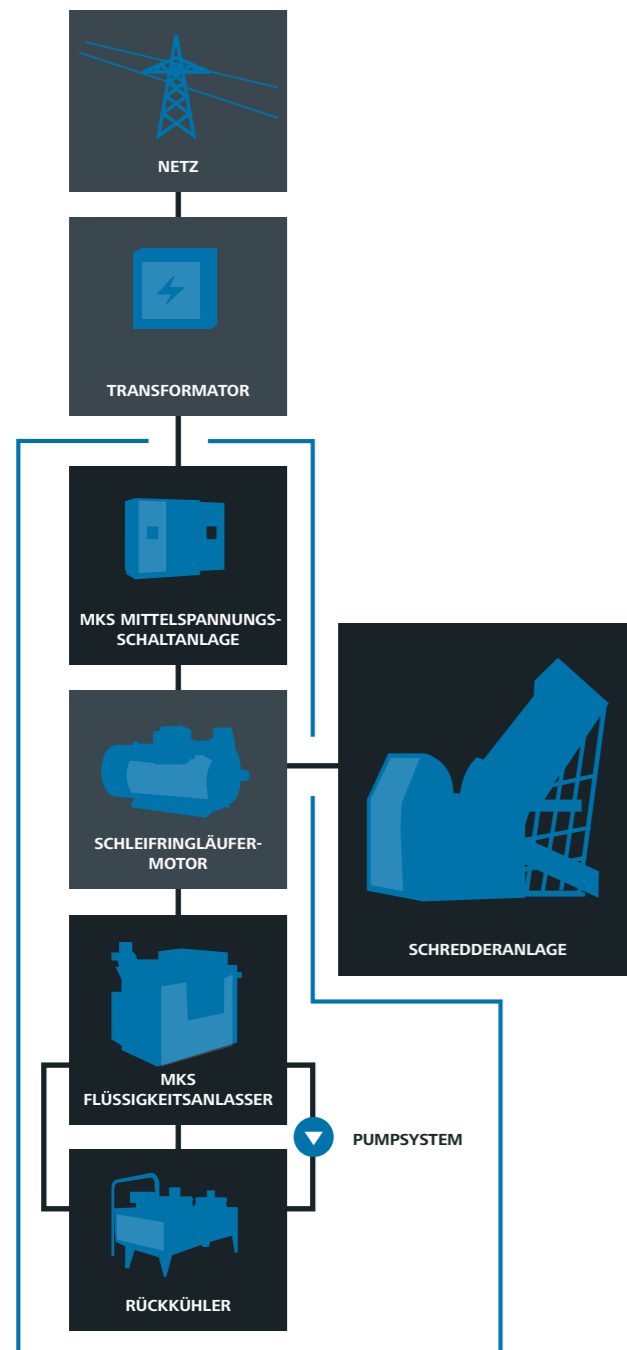 NETZ
TRANSFORMATOR
MKS MITTELSPANNUNGS-
SCHALTANLAGE
SCHLEIFRINGLÄUFER-
MOTOR
SCHREDDERANLAGE
MKS
FLÜSSIGKEITSANLASSER
PUMPSYSTEM
RÜCKKÜHLER